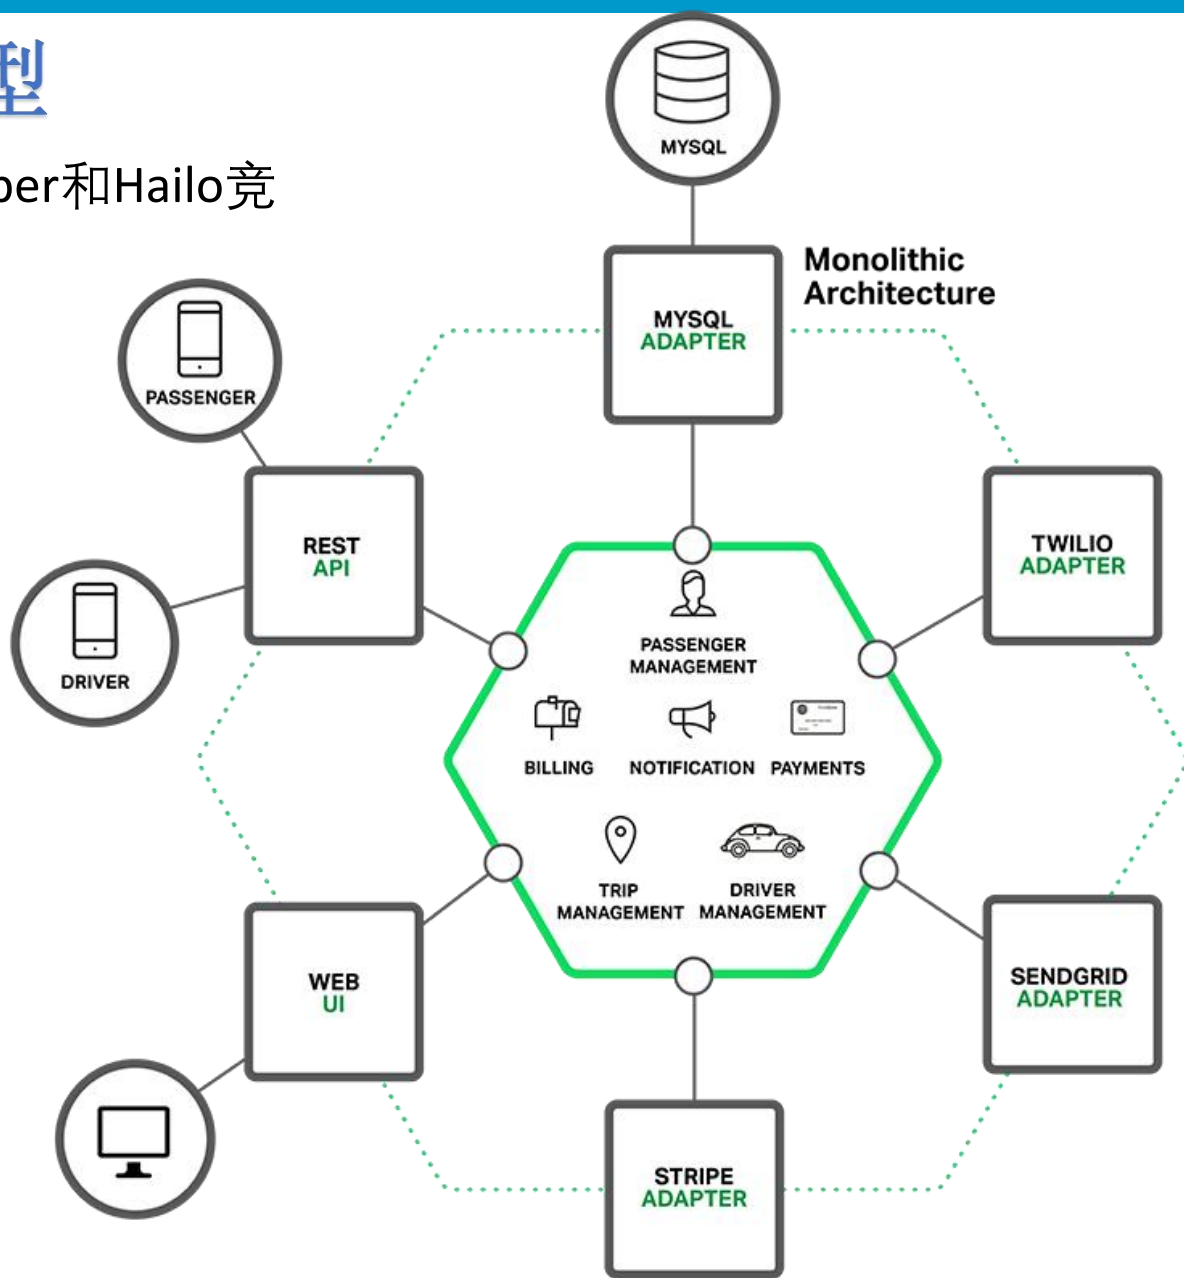 型
ber和Hailo竞
MYSQL
Monolithic
Architecture
MYSQL
ADAPTER
PASSENGER
REST
API
TWILIO
ADAPTER
DRIVER
PASSENGER
MANAGEMENT
BILLING
NOTIFICATION
PAYMENTS
TRIP
MANAGEMENT
DRIVER
MANAGEMENT
WEB
UI
SENDGRID
ADAPTER
STRIPE
ADAPTER